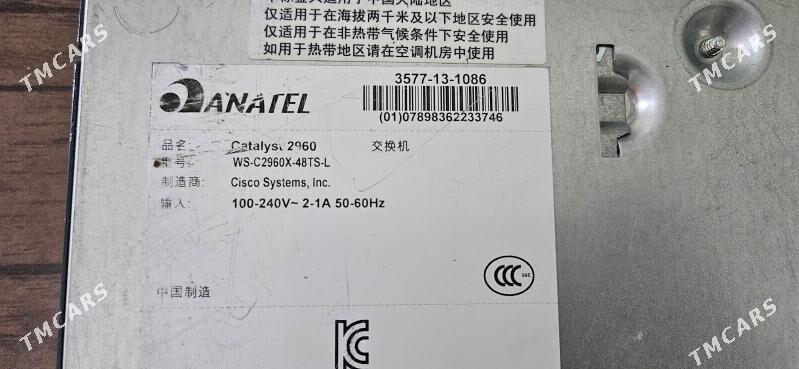 仅适用于在海拔两千米及以下地区安全使用
仅适用于在非热带气候条件下安全使用
如用于热带地区请在空调机房中使用
ANATEL
3577-13-1086
(01)07898362233746
品名: Catalyst 2960 交换机
型号: WS-C2960X-48TS-L
制造商: Cisco Systems, Inc.
输入: 100-240V~ 2-1A 50-60Hz
CCC S&E
中国制造
TMCARS
TMCARS
TMCARS
TMCARS
TMCARS